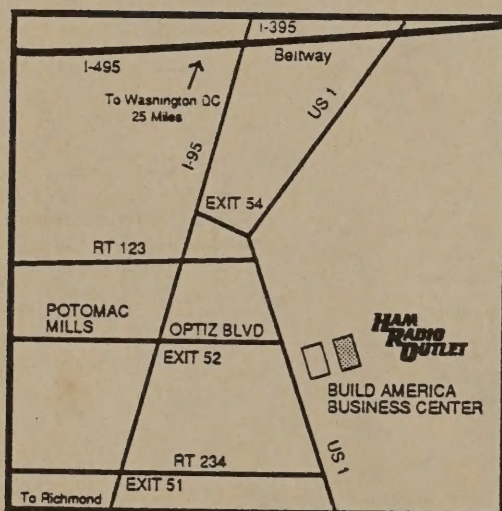 I-395
I-495
Beltway
To Washington DC
25 Miles
US 1
I-95
EXIT 54
RT 123
POTOMAC
MILLS
OPTIZ BLVD
HAM
RADIO
OUTLET
EXIT 52
BUILD AMERICA
BUSINESS CENTER
RT 234
US 1
EXIT 51
To Richmond